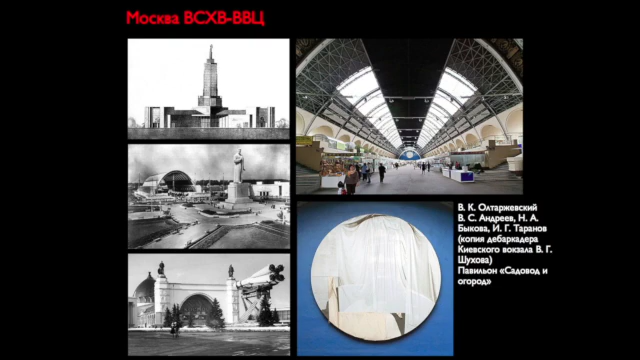 Москва ВСХВ-ВВЦ
В. К. Олтаржевский
В. С. Андреев, Н. А.
Быкова, И. Г. Таранов
(копия дебаркадера
Киевского вокзала В. Г.
Шухова)
Павильон «Садовод и
огород»